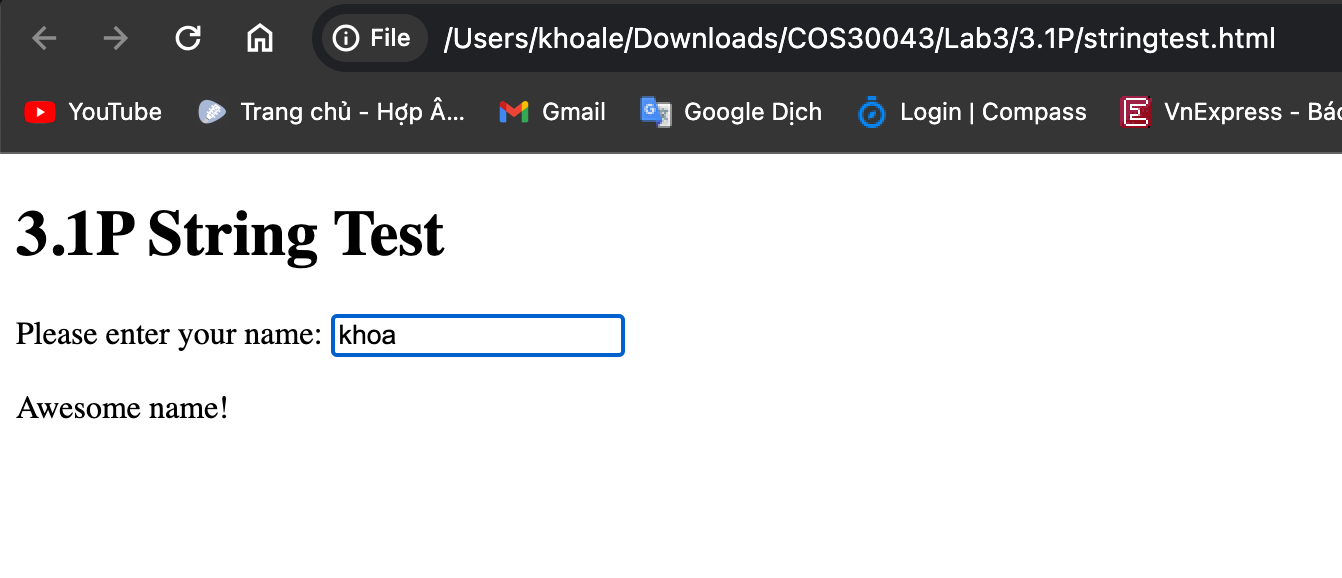 File /Users/khoale/Downloads/COS30043/Lab3/3.1P/stringtest.html
YouTube Trang chủ - Hợp Â... Gmail Google Dịch Login | Compass VnExpress - Bác
3.1P String Test
Please enter your name: khoa
Awesome name!